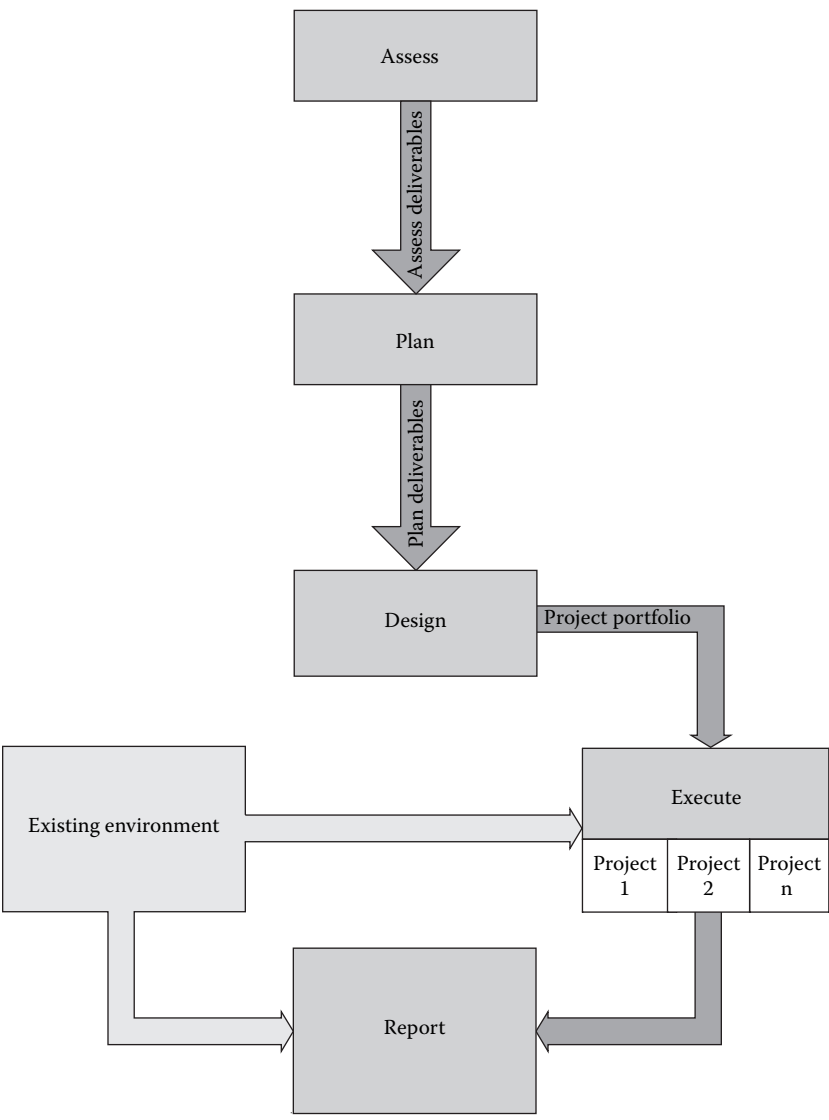 Assess
Assess deliverables
Plan
Plan deliverables
Design
Project portfolio
Existing environment
Execute
Project
1
Project
2
Project
n
Report